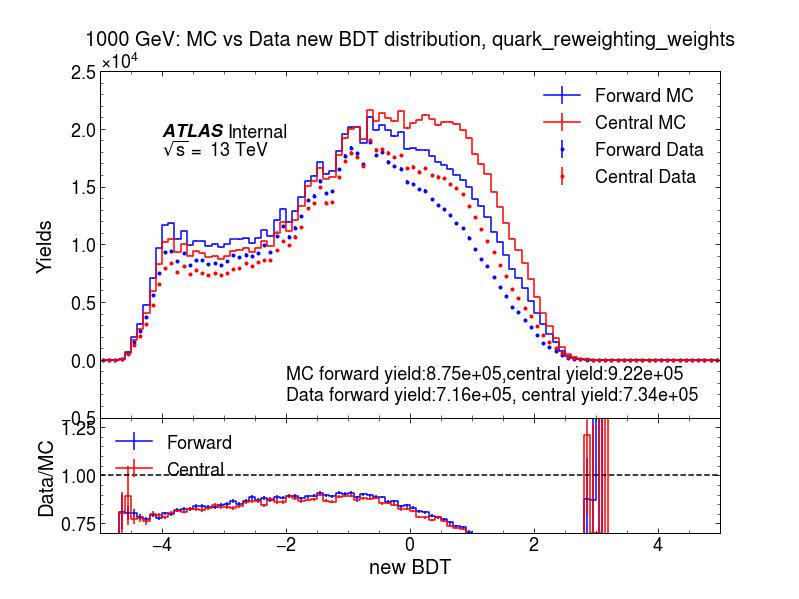 1000 GeV: MC vs Data new BDT distribution, quark_reweighting_weights
×10⁴
2.5
2.0
1.5
1.0
0.5
0.0
0.5
Yields
ATLAS Internal
√s = 13 TeV
Forward MC
Central MC
Forward Data
Central Data
MC forward yield:8.75e+05,central yield:9.22e+05
Data forward yield:7.16e+05, central yield:7.34e+05
1.25
1.00
0.75
Data/MC
Forward
Central
−4 −2 0 2 4
new BDT